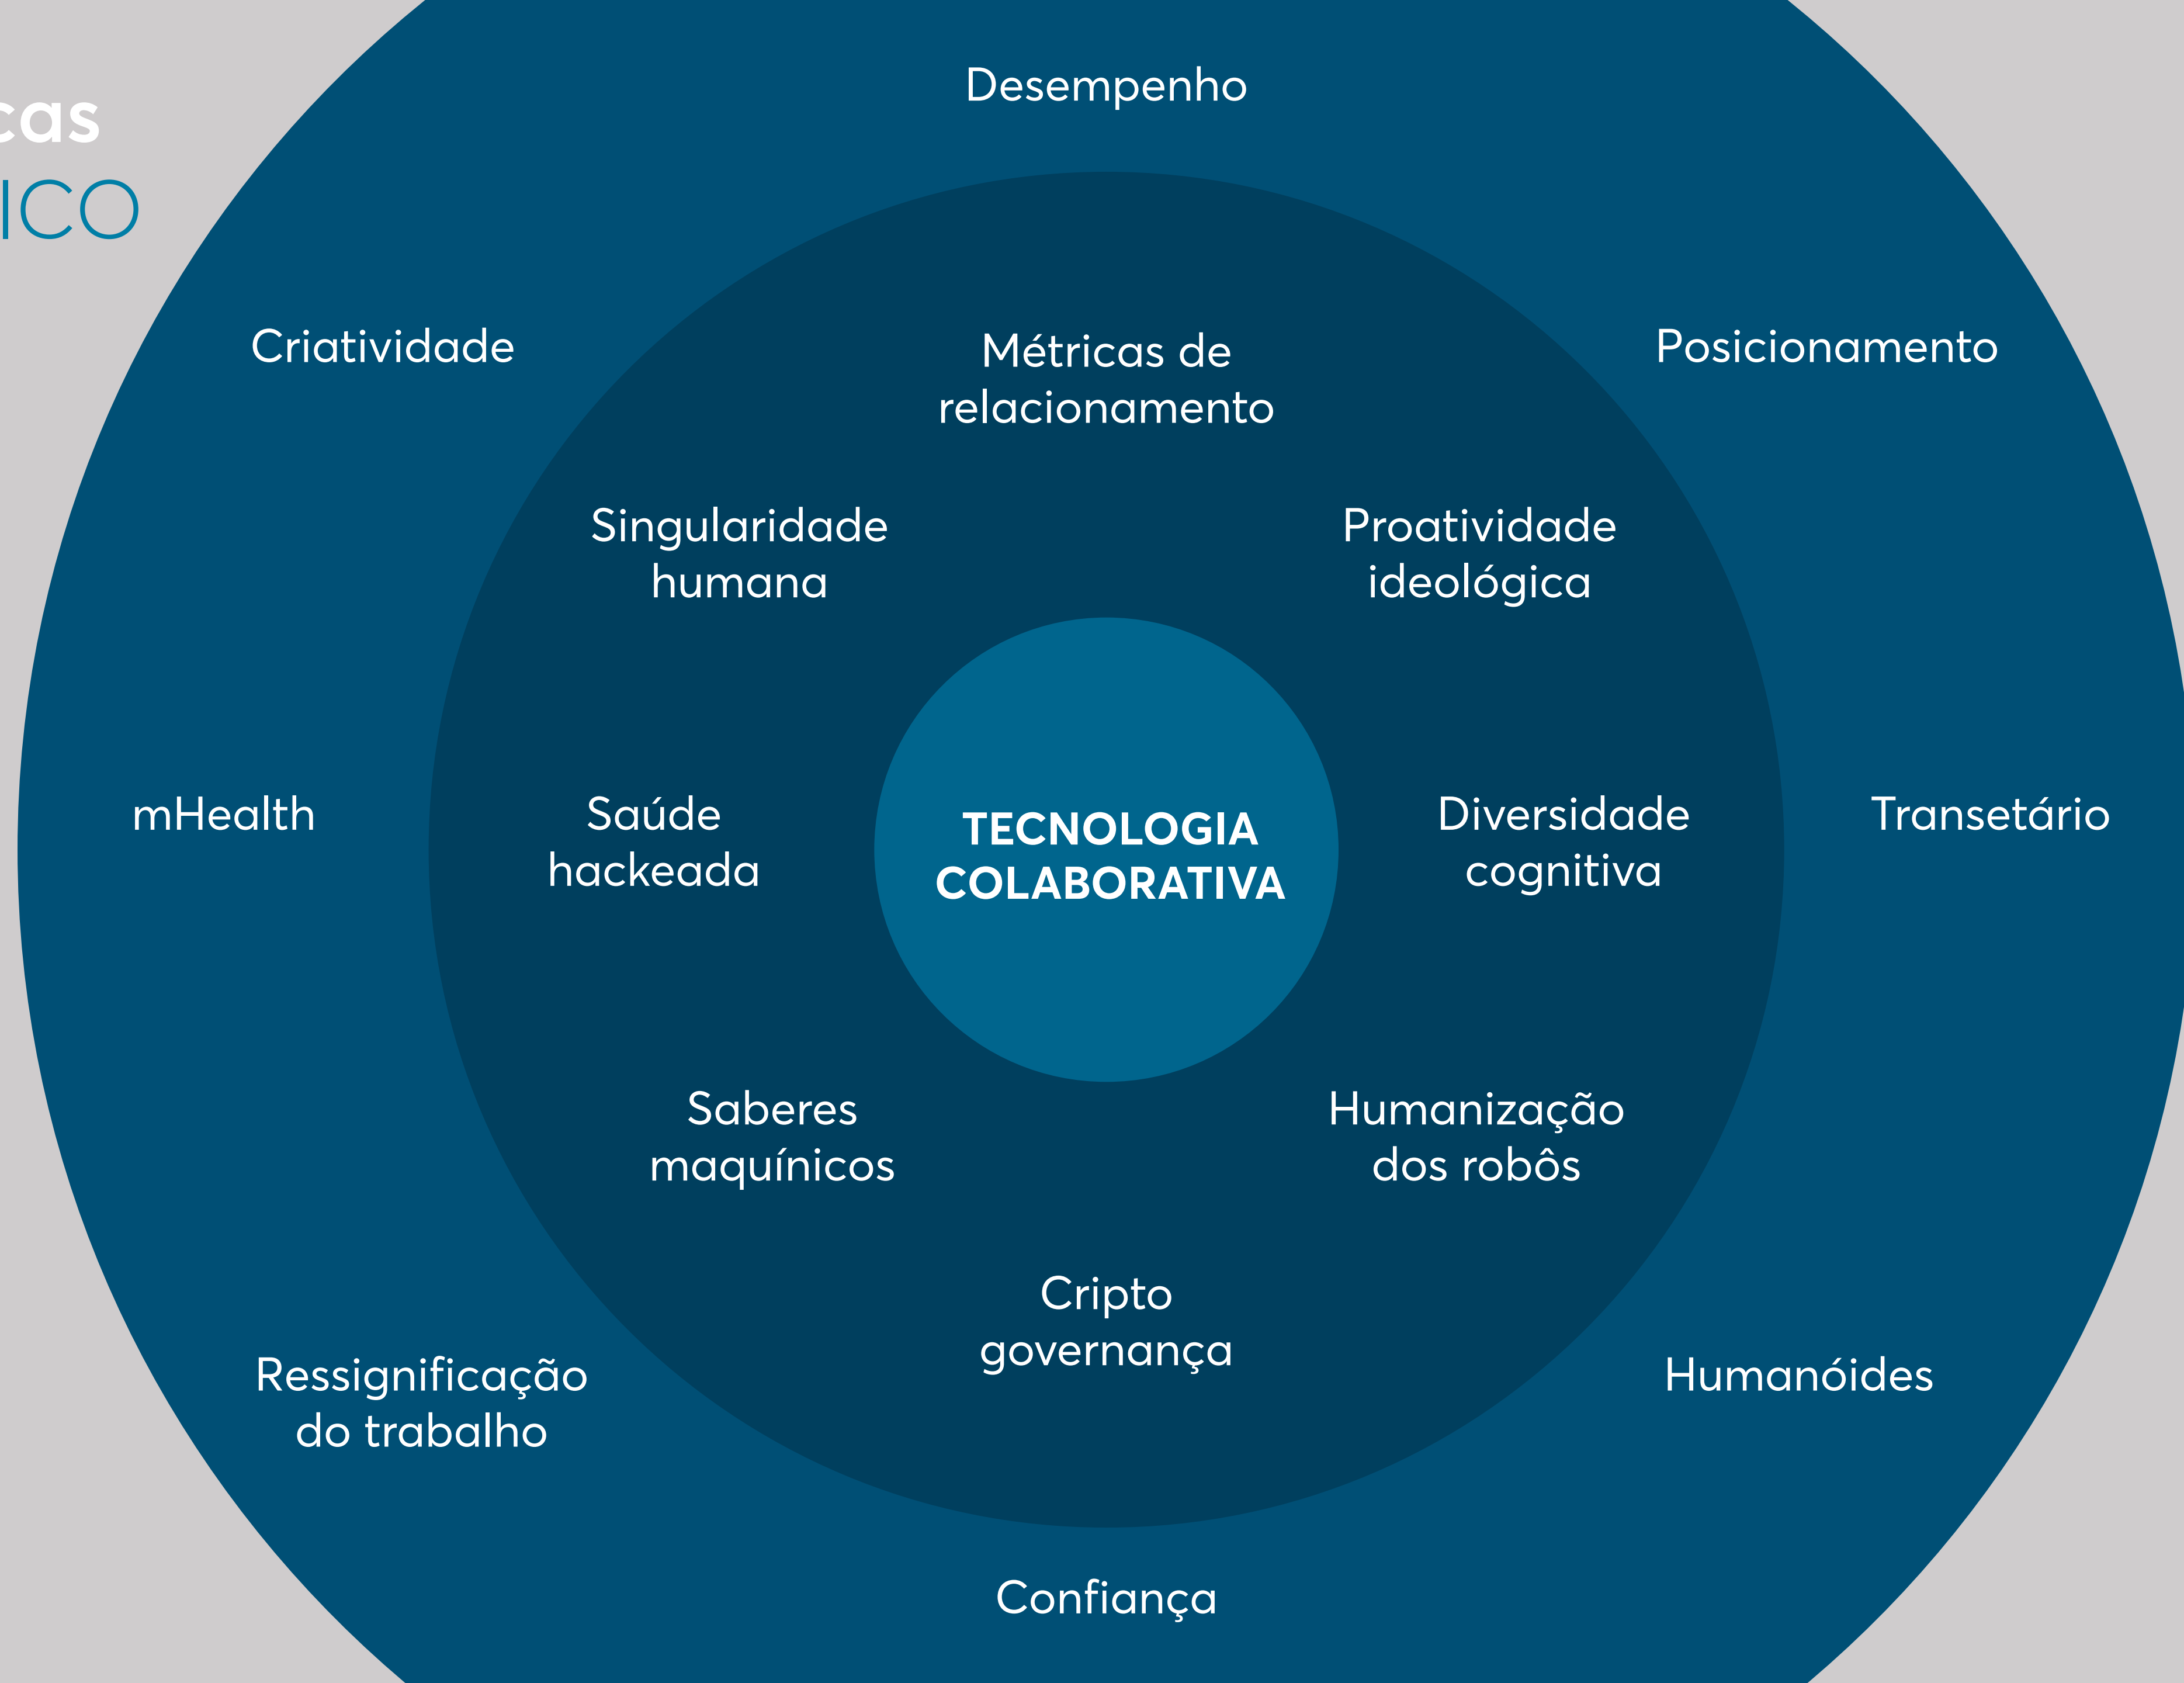 Desempenho
cas
ICO
Criatividade
Posicionamento
Métricas de
relacionamento
Singularidade
humana
Proatividade
ideológica
mHealth
Saúde
hackeada
TECNOLOGIA
COLABORATIVA
Diversidade
cognitiva
Transetário
Saberes
maquínicos
Humanização
dos robôs
Cripto
governança
Ressignificação
do trabalho
Humanóides
Confiança